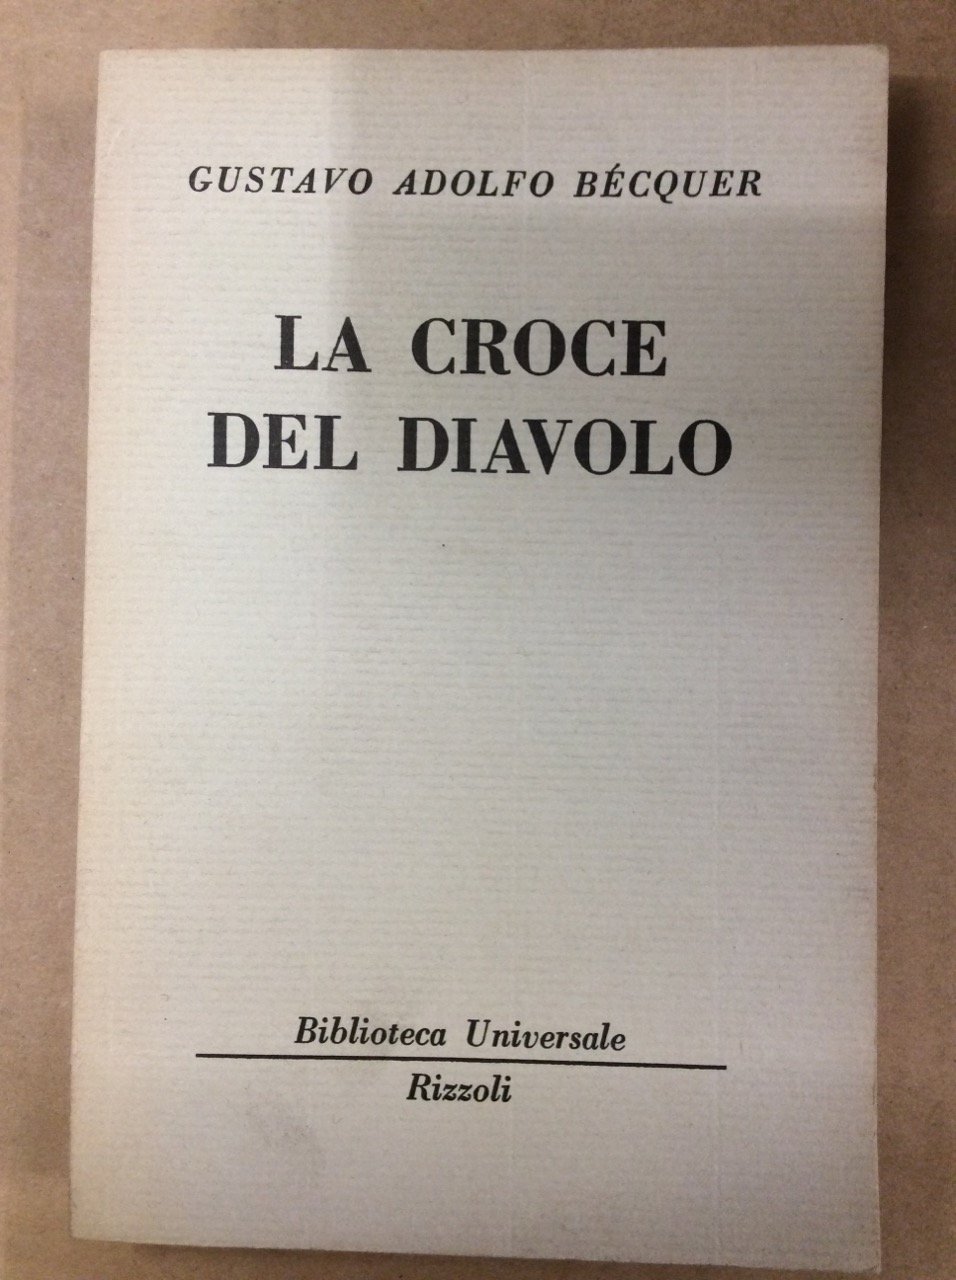 GUSTAVO ADOLFO BÉCQUER
LA CROCE
DEL DIAVOLO
Biblioteca Universale
Rizzoli